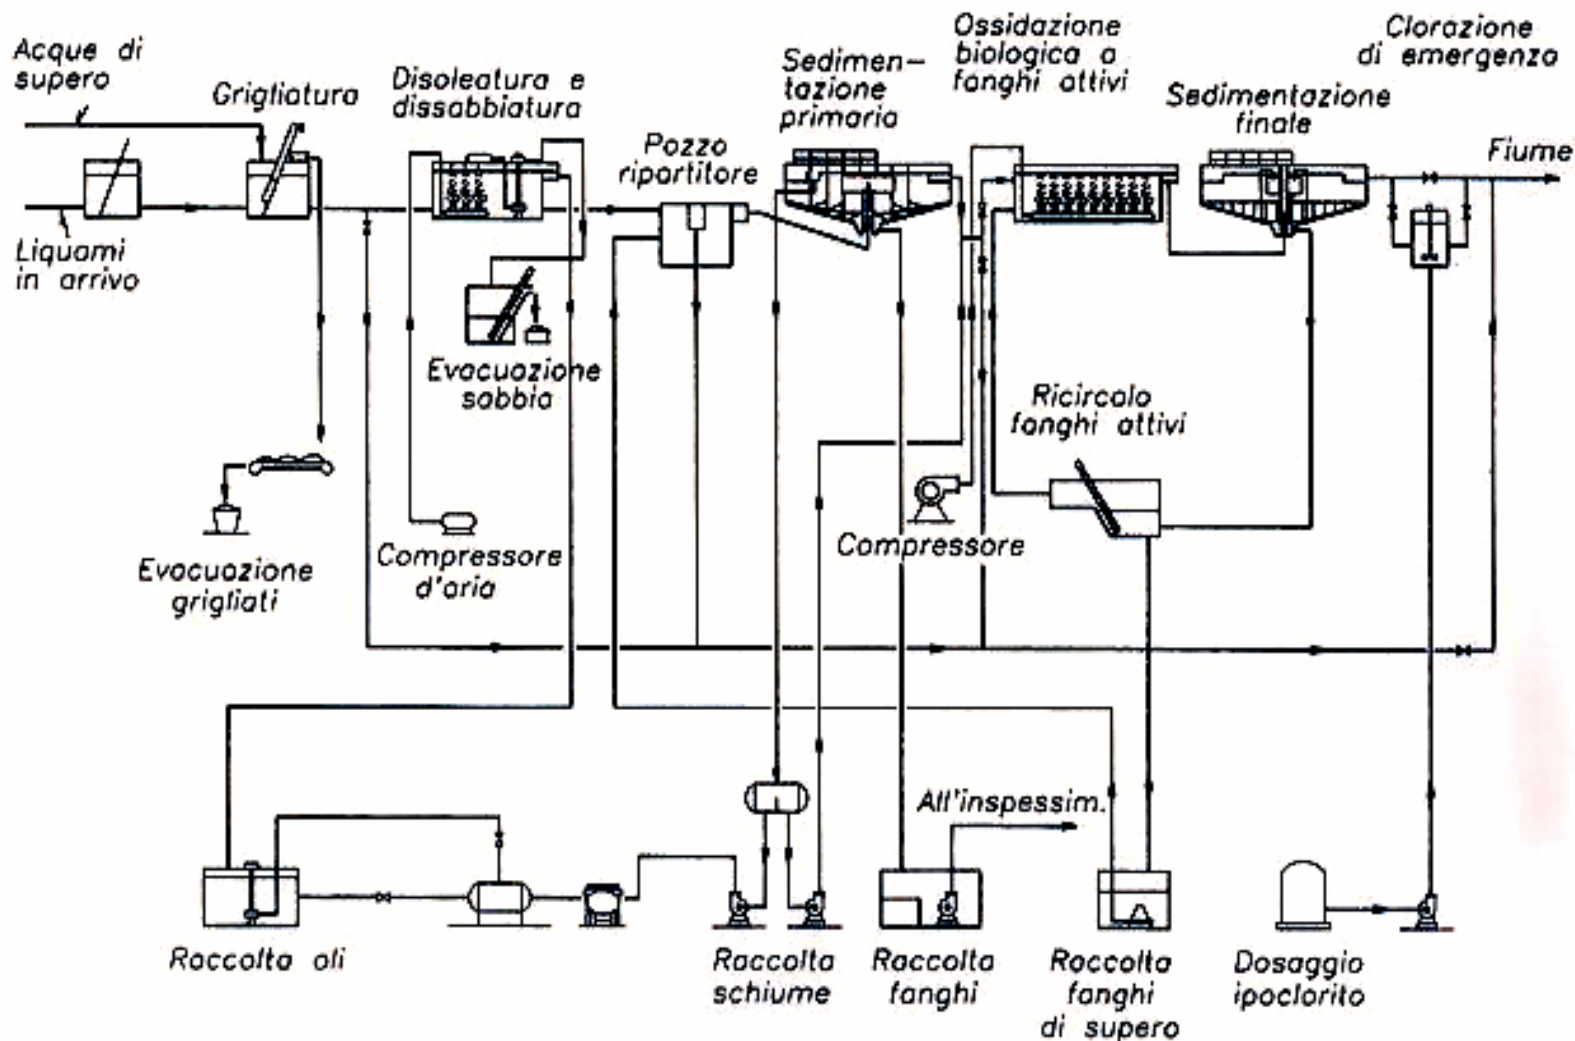 Acque di
supero
Grigliatura
Disoleatura e
dissabbiatura
Pozzo
ripartitore
Sedimen-
tazione
primaria
Ossidazione
biologica a
fanghi attivi
Sedimentazione
finale
Clorazione
di emergenza
Fiume
Liquami
in arrivo
Evacuazione
sabbia
Ricircolo
fanghi attivi
Evacuazione
grigliati
Compressore
d'aria
Compressore
All'inspessim.
Raccolta oli
Raccolta
schiume
Raccolta
fanghi
Raccolta
fanghi
di supero
Dosaggio
ipoclorito